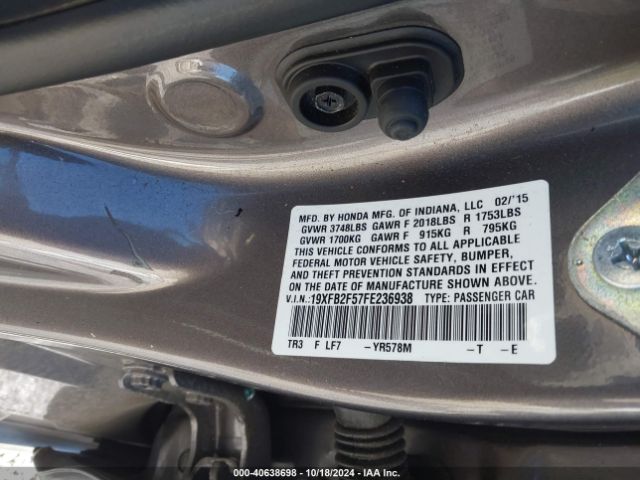 MFD. BY HONDA MFG. OF INDIANA, LLC 02/'15
GVWR 3748LBS GAWR F 2018LBS R 1753LBS
GVWR 1700KG GAWR F 915KG R 795KG
THIS VEHICLE CONFORMS TO ALL APPLICABLE
FEDERAL MOTOR VEHICLE SAFETY, BUMPER,
AND THEFT PREVENTION STANDARDS IN EFFECT
ON THE DATE OF MANUFACTURE SHOWN ABOVE.
V.I.N.:19XFB2F57FE236938 TYPE: PASSENGER CAR
TR3 F LF7 -YR578M -T -E
000-40638698 - 10/18/2024 - IAA Inc.